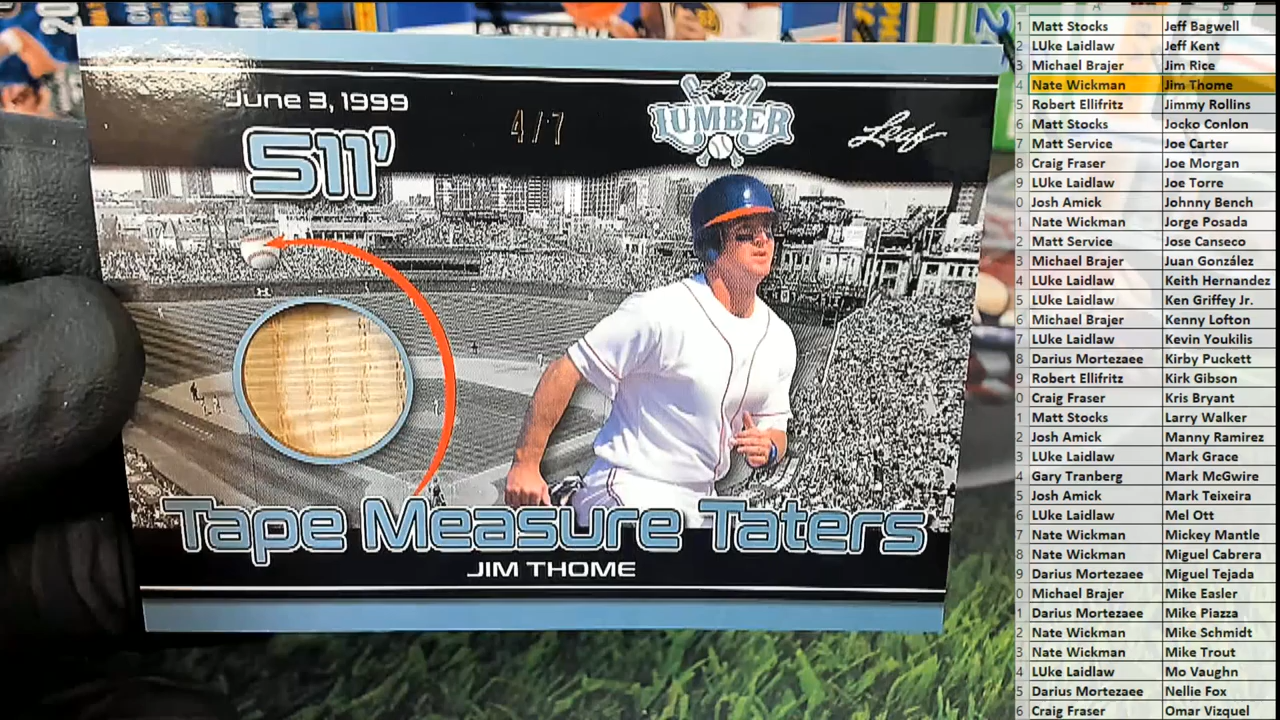 June 3, 1999
511'
4/7
Leaf
LUMBER
Leaf
Tape Measure Taters
JIM THOME
A B
1 Matt Stocks Jeff Bagwell
2 LUke Laidlaw Jeff Kent
3 Michael Brajer Jim Rice
4 Nate Wickman Jim Thome
5 Robert Ellifritz Jimmy Rollins
6 Matt Stocks Jocko Conlon
7 Matt Service Joe Carter
8 Craig Fraser Joe Morgan
9 LUke Laidlaw Joe Torre
0 Josh Amick Johnny Bench
1 Nate Wickman Jorge Posada
2 Matt Service Jose Canseco
3 Michael Brajer Juan González
4 LUke Laidlaw Keith Hernandez
5 LUke Laidlaw Ken Griffey Jr.
6 Michael Brajer Kenny Lofton
7 LUke Laidlaw Kevin Youkilis
8 Darius Mortezaee Kirby Puckett
9 Robert Ellifritz Kirk Gibson
0 Craig Fraser Kris Bryant
1 Matt Stocks Larry Walker
2 Josh Amick Manny Ramirez
3 LUke Laidlaw Mark Grace
4 Gary Tranberg Mark McGwire
5 Josh Amick Mark Teixeira
6 LUke Laidlaw Mel Ott
7 Nate Wickman Mickey Mantle
8 Nate Wickman Miguel Cabrera
9 Darius Mortezaee Miguel Tejada
0 Michael Brajer Mike Easler
1 Darius Mortezaee Mike Piazza
2 Nate Wickman Mike Schmidt
3 Nate Wickman Mike Trout
4 LUke Laidlaw Mo Vaughn
5 Darius Mortezaee Nellie Fox
6 Craig Fraser Omar Vizquel